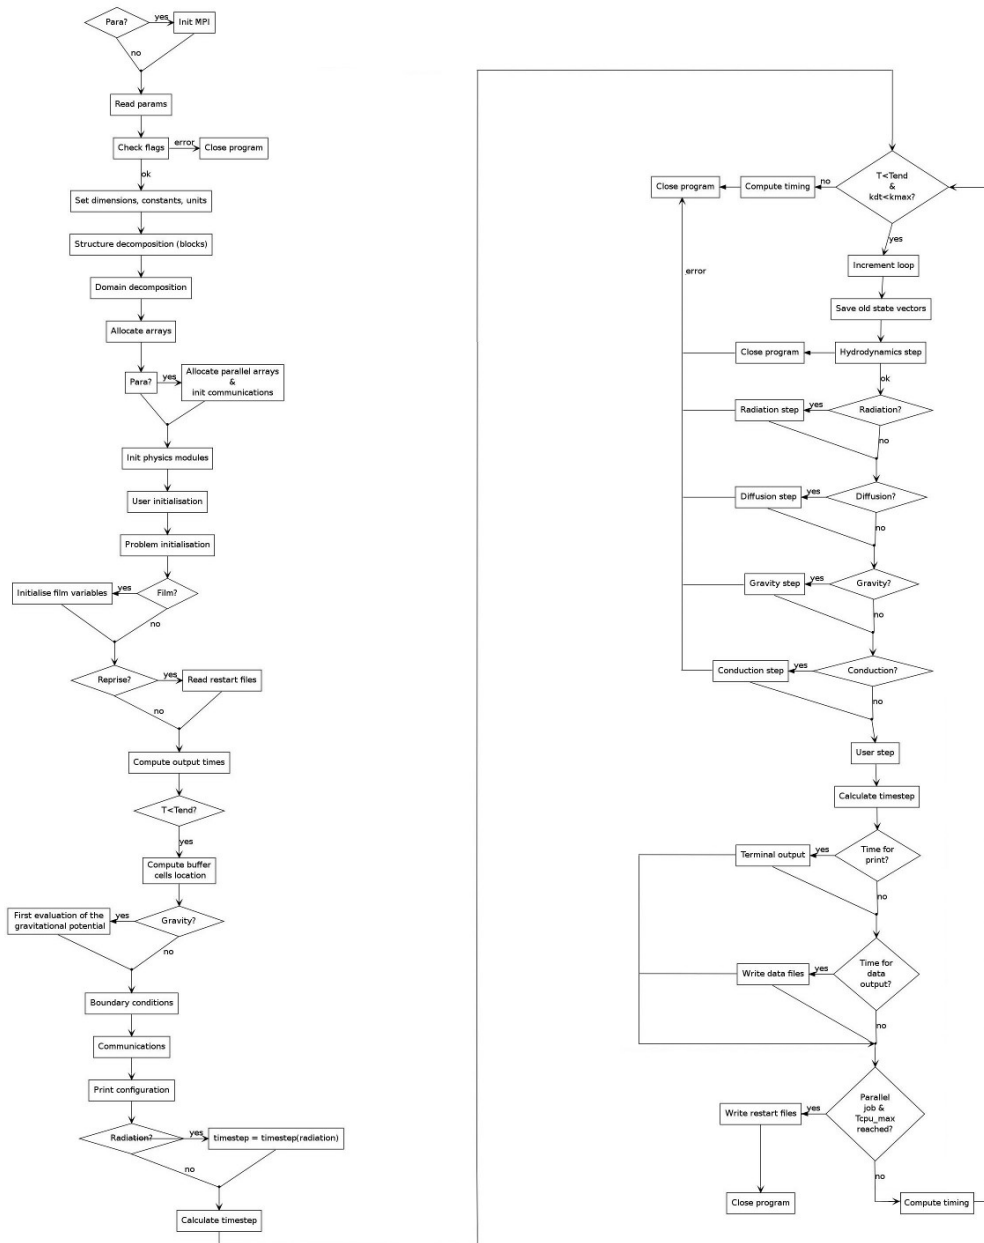 Para?
yes
Init MPI
no
Read params
Check flags
error
Close program
ok
Set dimensions, constants, units
Structure decomposition (blocks)
Domain decomposition
Allocate arrays
Para?
yes
Allocate parallel arrays
&
init communications
Init physics modules
User initialisation
Problem initialisation
Film?
yes
Initialise film variables
no
Reprise?
yes
Read restart files
no
Compute output times
T<Tend?
yes
Compute buffer
cells location
Gravity?
yes
First evaluation of the
gravitational potential
no
Boundary conditions
Communications
Print configuration
Radiation?
yes
timestep = timestep(radiation)
no
Calculate timestep
T<Tend
&
kdt<kmax?
no
Compute timing
Close program
yes
Increment loop
error
Save old state vectors
Hydrodynamics step
Close program
ok
Radiation?
yes
Radiation step
no
Diffusion?
yes
Diffusion step
no
Gravity?
yes
Gravity step
no
Conduction?
yes
Conduction step
no
User step
Calculate timestep
Time for
print?
yes
Terminal output
no
Time for
data
output?
yes
Write data files
no
Parallel
job &
Tcpu_max
reached?
yes
Write restart files
Close program
no
Compute timing